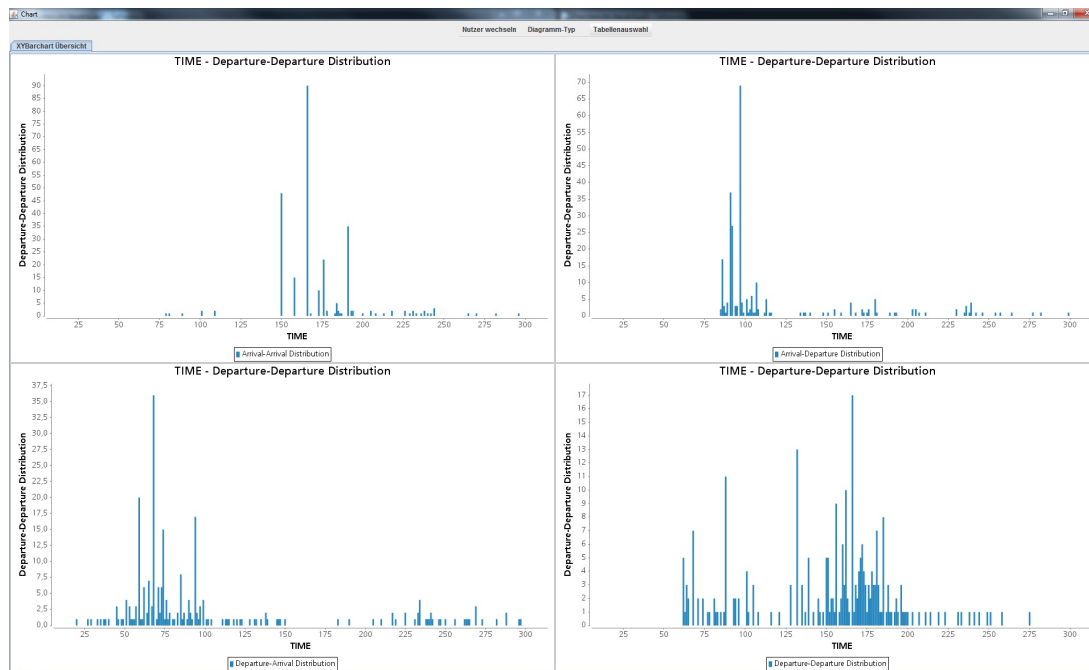 Chart
Nutzer wechseln Diagramm-Typ Tabellenauswahl
XYBarchart Übersicht
TIME - Departure-Departure Distribution
Departure-Departure Distribution
90
85
80
75
70
65
60
55
50
45
40
35
30
25
20
15
10
5
0
25 50 75 100 125 150 175 200 225 250 275 300
TIME
Arrival-Arrival Distribution
TIME - Departure-Departure Distribution
Departure-Departure Distribution
70
65
60
55
50
45
40
35
30
25
20
15
10
5
0
25 50 75 100 125 150 175 200 225 250 275 300
TIME
Arrival-Departure Distribution
TIME - Departure-Departure Distribution
Departure-Departure Distribution
37,5
35,0
32,5
30,0
27,5
25,0
22,5
20,0
17,5
15,0
12,5
10,0
7,5
5,0
2,5
0,0
25 50 75 100 125 150 175 200 225 250 275 300
TIME
Departure-Arrival Distribution
TIME - Departure-Departure Distribution
Departure-Departure Distribution
17
16
15
14
13
12
11
10
9
8
7
6
5
4
3
2
1
0
25 50 75 100 125 150 175 200 225 250 275 300
TIME
Departure-Departure Distribution